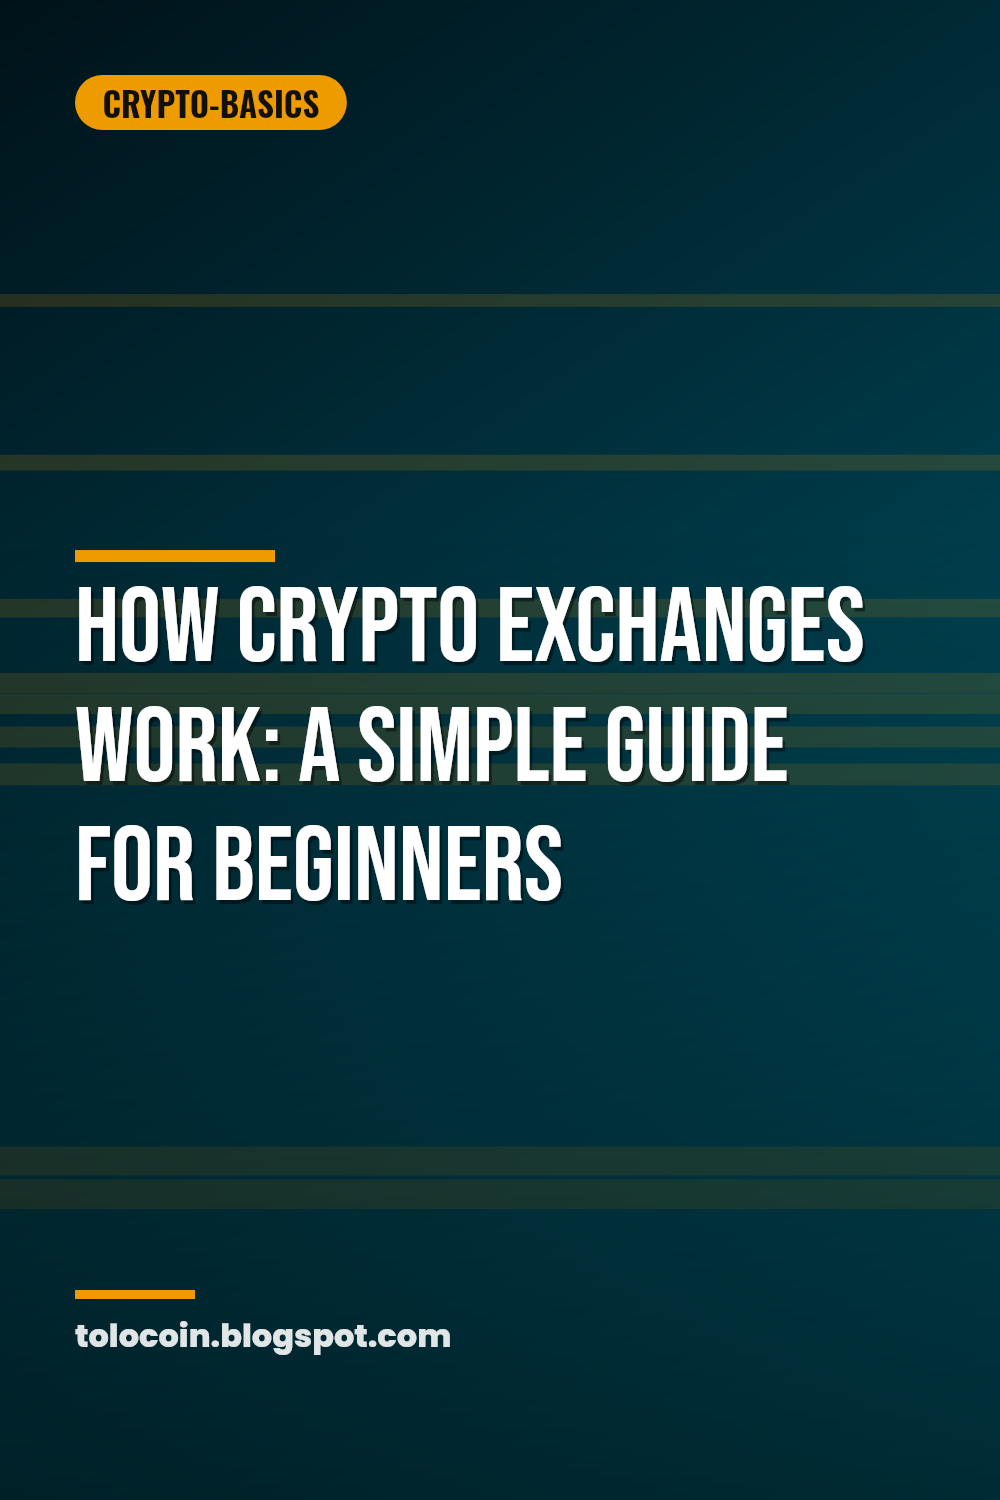 CRYPTO-BASICS
HOW CRYPTO EXCHANGES
WORK: A SIMPLE GUIDE
FOR BEGINNERS
tolocoin.blogspot.com